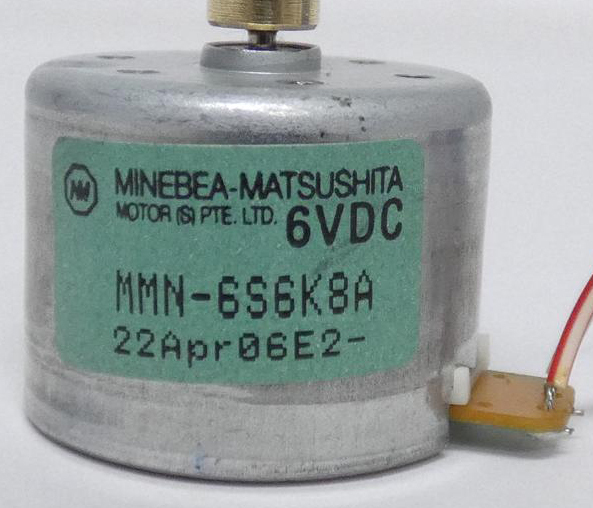 MINEBEA-MATSUSHITA
MOTOR (S) PTE. LTD. 6VDC
MMN-6S6K8A
22Apr06E2-